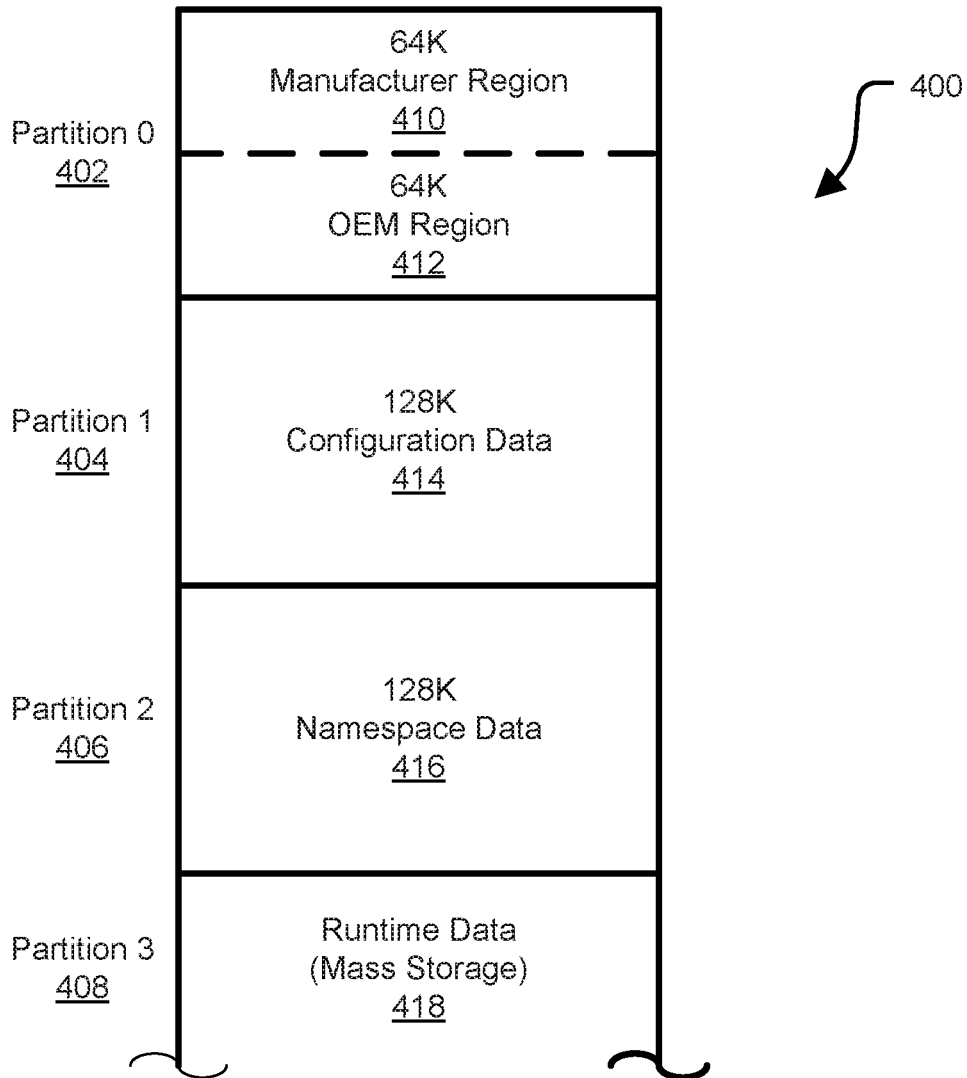 64K
Manufacturer Region
410
400
Partition 0
402
64K
OEM Region
412
128K
Configuration Data
414
Partition 1
404
128K
Namespace Data
416
Partition 2
406
Runtime Data
(Mass Storage)
418
Partition 3
408